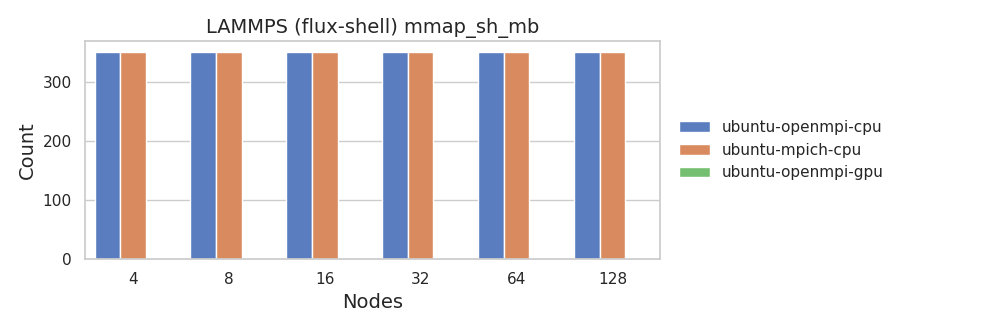 LAMMPS (flux-shell) mmap_sh_mb
Count
300
200
100
0
4 8 16 32 64 128
Nodes
ubuntu-openmpi-cpu
ubuntu-mpich-cpu
ubuntu-openmpi-gpu